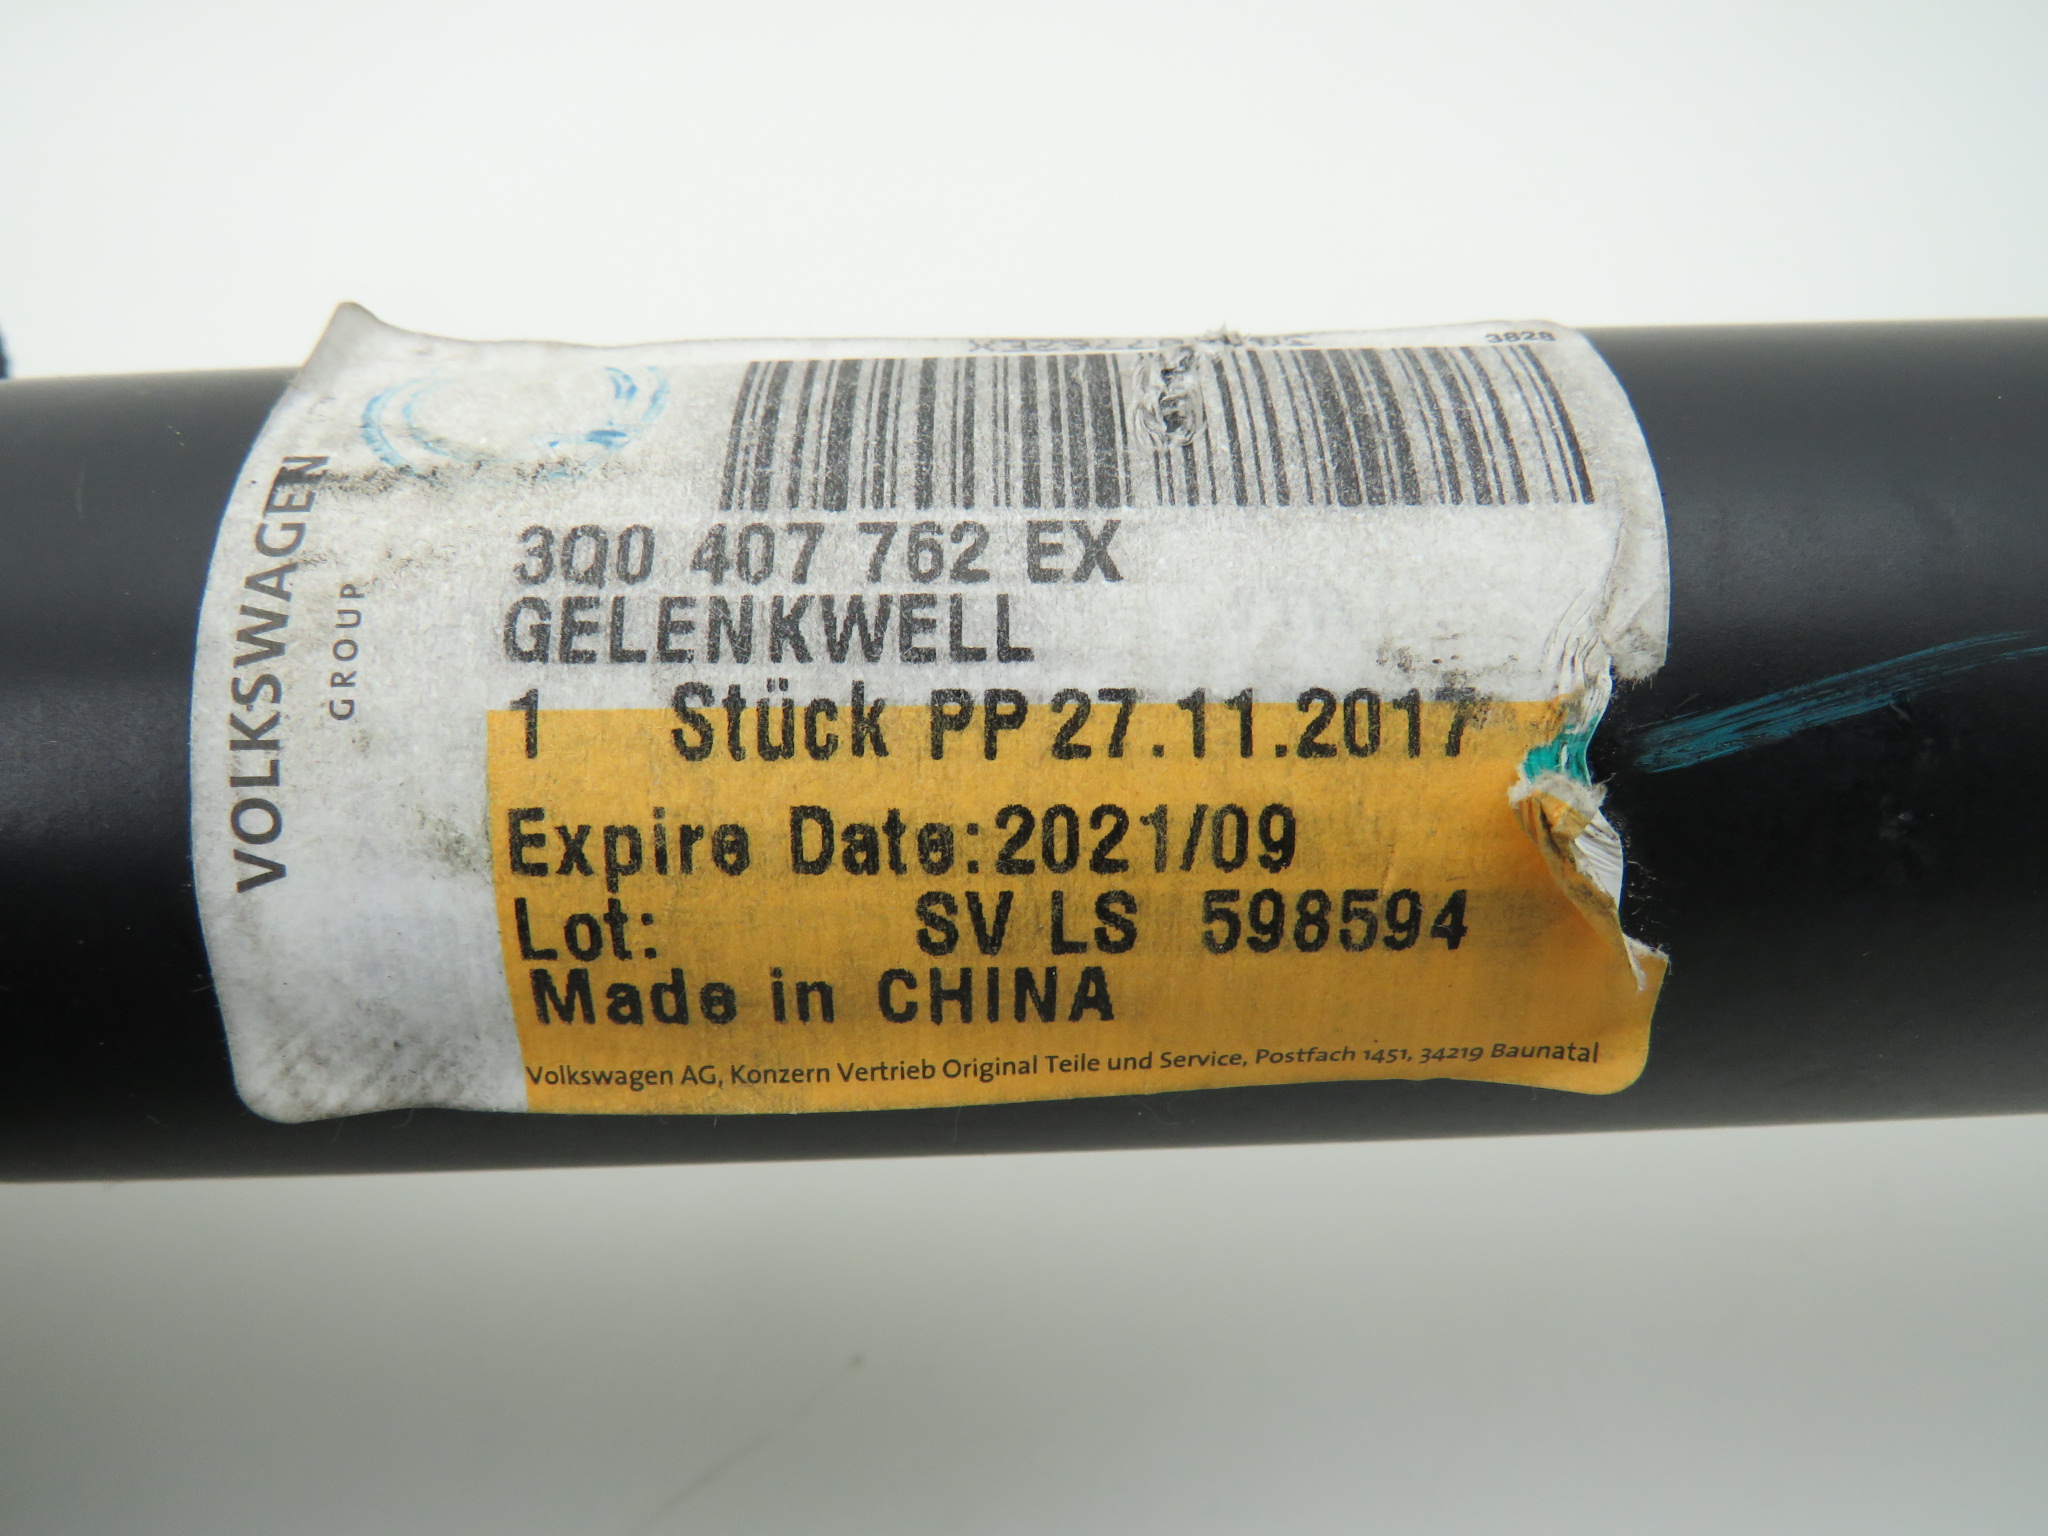 3828
VOLKSWAGEN
GROUP
3Q0 407 762 EX
GELENKWELL
1 Stück PP 27.11.2017
Expire Date:2021/09
Lot: SV LS 598594
Made in CHINA
Volkswagen AG, Konzern Vertrieb Original Teile und Service, Postfach 1451, 34219 Baunatal